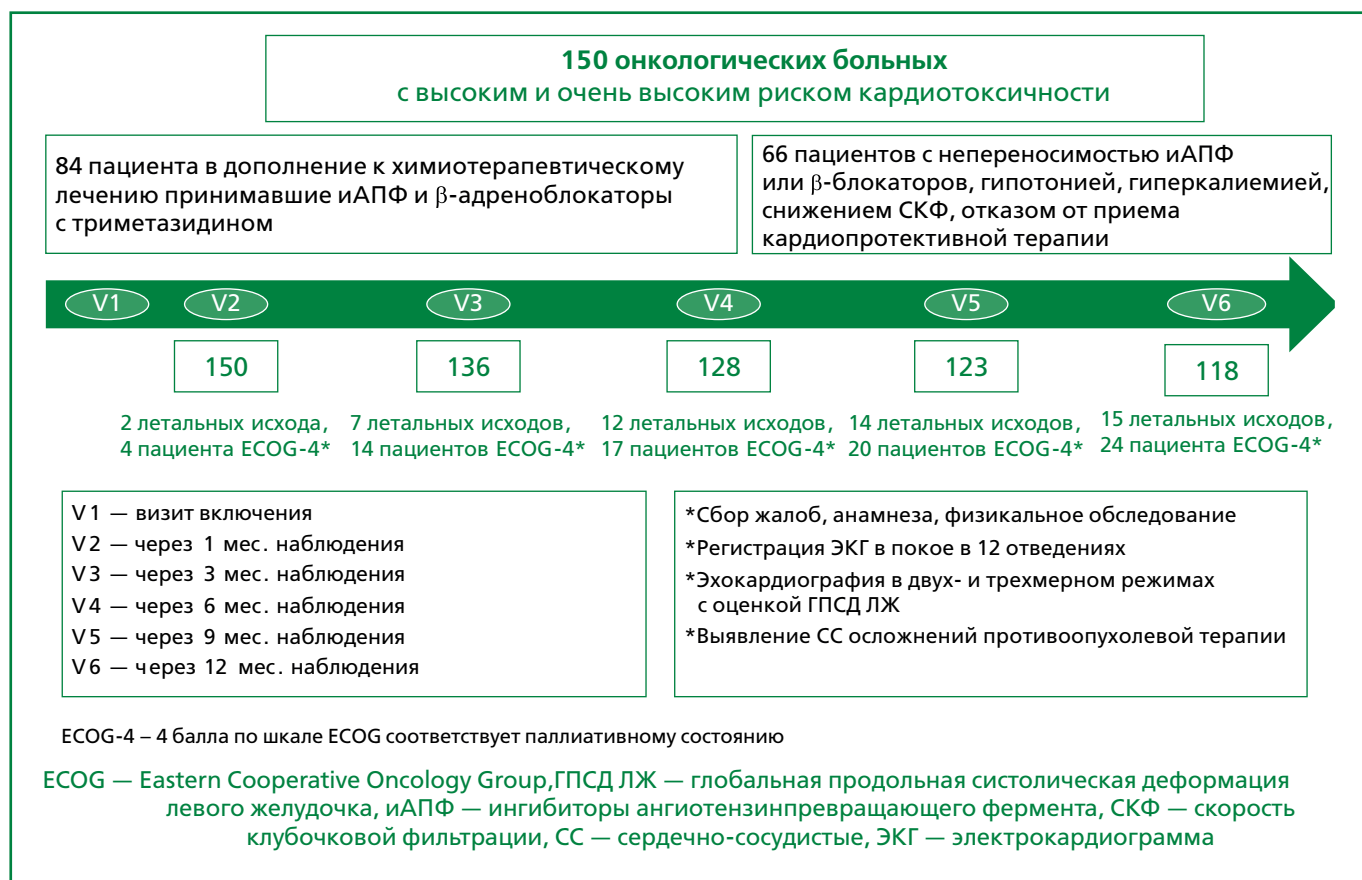 150 онкологических больных
с высоким и очень высоким риском кардиотоксичности
84 пациента в дополнение к химиотерапевтическому
лечению принимавшие иАПФ и β-адреноблокаторы
с триметазидином
66 пациентов с непереносимостью иАПФ
или β-блокаторов, гипотонией, гиперкалиемией,
снижением СКФ, отказом от приема
кардиопротективной терапии
V1 V2 V3 V4 V5 V6
150 136 128 123 118
2 летальных исхода,
4 пациента ECOG-4*
7 летальных исходов,
14 пациентов ECOG-4*
12 летальных исходов,
17 пациентов ECOG-4*
14 летальных исходов,
20 пациентов ECOG-4*
15 летальных исходов,
24 пациента ECOG-4*
V1 — визит включения
V2 — через 1 мес. наблюдения
V3 — через 3 мес. наблюдения
V4 — через 6 мес. наблюдения
V5 — через 9 мес. наблюдения
V6 — через 12 мес. наблюдения
*Сбор жалоб, анамнеза, физикальное обследование
*Регистрация ЭКГ в покое в 12 отведениях
*Эхокардиография в двух- и трехмерном режимах
с оценкой ГПСД ЛЖ
*Выявление СС осложнений противоопухолевой терапии
ECOG-4 – 4 балла по шкале ECOG соответствует паллиативному состоянию
ECOG — Eastern Cooperative Oncology Group,ГПСД ЛЖ — глобальная продольная систолическая деформация
левого желудочка, иАПФ — ингибиторы ангиотензинпревращающего фермента, СКФ — скорость
клубочковой фильтрации, СС — сердечно-сосудистые, ЭКГ — электрокардиограмма